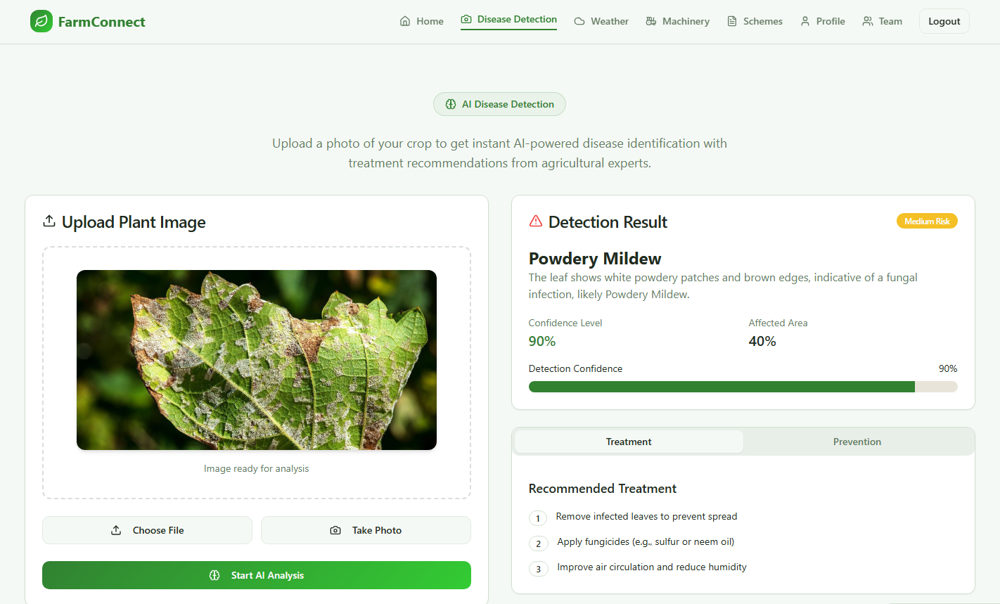 FarmConnect
Home
Disease Detection
Weather
Machinery
Schemes
Profile
Team
Logout
AI Disease Detection
Upload a photo of your crop to get instant AI-powered disease identification with
treatment recommendations from agricultural experts.
Upload Plant Image
Image ready for analysis
Choose File
Take Photo
Start AI Analysis
Detection Result
Medium Risk
Powdery Mildew
The leaf shows white powdery patches and brown edges, indicative of a fungal
infection, likely Powdery Mildew.
Confidence Level
Affected Area
90%
40%
Detection Confidence
90%
Treatment
Prevention
Recommended Treatment
1 Remove infected leaves to prevent spread
2 Apply fungicides (e.g., sulfur or neem oil)
3 Improve air circulation and reduce humidity